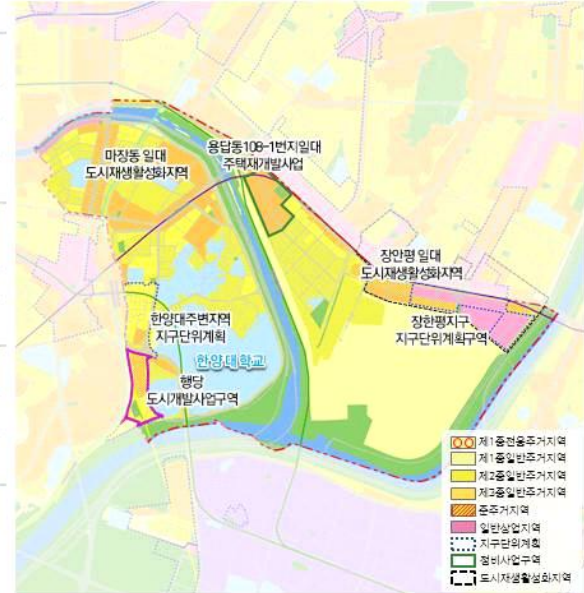 마장동 일대
도시재생활성화지역
용답동108-1번지일대
주택재개발사업
장안평 일대
도시재생활성화지역
장한평지구
지구단위계획구역
한양대주변지역
지구단위계획
한양대학교
행당
도시개발사업구역
제1종전용주거지역
제1종일반주거지역
제2종일반주거지역
제3종일반주거지역
준주거지역
일반상업지역
지구단위계획
정비사업구역
도시재생활성화지역